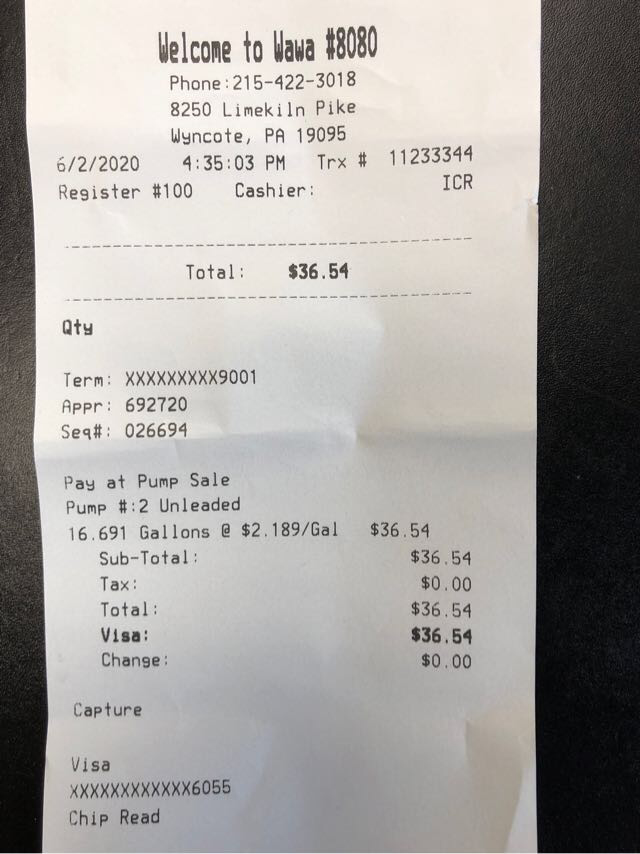 Welcome to Wawa #8080
Phone:215-422-3018
8250 Limekiln Pike
Wyncote, PA 19095
6/2/2020 4:35:03 PM Trx # 11233344
Register #100 Cashier: ICR
Total: $36.54
Qty
Term: XXXXXXXXX9001
Appr: 692720
Seq#: 026694
Pay at Pump Sale
Pump #:2 Unleaded
16.691 Gallons @ $2.189/Gal $36.54
Sub-Total: $36.54
Tax: $0.00
Total: $36.54
Visa: $36.54
Change: $0.00
Capture
Visa
XXXXXXXXXXXX6055
Chip Read